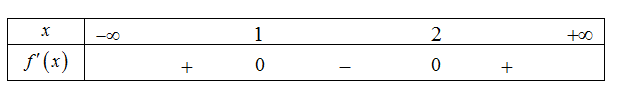 x −∞ 1 2 +∞
f′(x) + 0 − 0 +